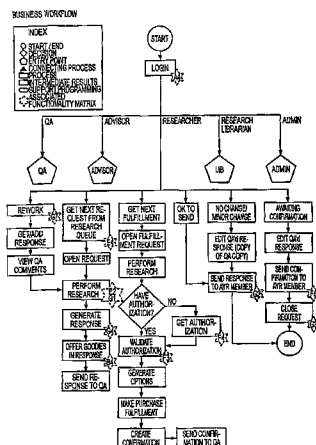 BUSINESS WORKFLOW
INDEX
START / END
DECISION
ENTRY POINT
CONNECTING PROCESS
PROCESS
INTERMEDIATE RESULTS
SUPPORT PROGRAMMING
ASSOCIATED
FUNCTIONALITY MATRIX
START
LOGIN
QA
ADVISOR
RESEARCHER
RESEARCH
LIBRARIAN
ADMIN
QA
ADVISOR
LIB
ADMIN
REWORK
GET/ADD
RESPONSE
VIEW QA
COMMENTS
GET NEXT RE-
QUEST FROM
RESEARCH
QUEUE
OPEN REQUEST
PERFORM
RESEARCH
GENERATE
RESPONSE
OFFER GOODIES
IN RESPONSE
SEND RE-
SPONSE TO QA
GET NEXT
FULFILLMENT
OPEN FULFILL-
MENT REQUEST
PERFORM
RESEARCH
HAVE
AUTHOR-
IZATION?
NO
YES
GET AUTHOR-
IZATION
VALIDATE
AUTHORIZATION
GENERATE
OPTIONS
MAKE PURCHASE
FULFILLMENT
CREATE
CONFIRMATION
SEND CONFIR-
MATION TO QA
OK TO
SEND
NO CHANGE/
MINOR CHANGE
EDIT QA/M RE-
SPONSE (COPY
OF QA COPY)
SEND RESPONSE
TO AYR MEMBER
AWAITING
CONFIRMATION
EDIT QA/M
RESPONSE
SEND CON-
FIRMATION TO
AYR MEMBER
CLOSE
REQUEST
END